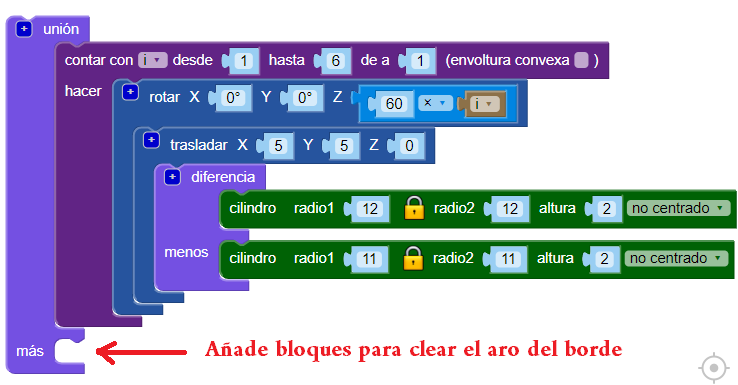 + unión
contar con i ▾ desde 1 hasta 6 de a 1 (envoltura convexa )
hacer + rotar X 0° Y 0° Z 60 × ▾ i ▾
+ trasladar X 5 Y 5 Z 0
+ diferencia
cilindro radio1 12 radio2 12 altura 2 no centrado ▾
menos cilindro radio1 11 radio2 11 altura 2 no centrado ▾
más Añade bloques para clear el aro del borde